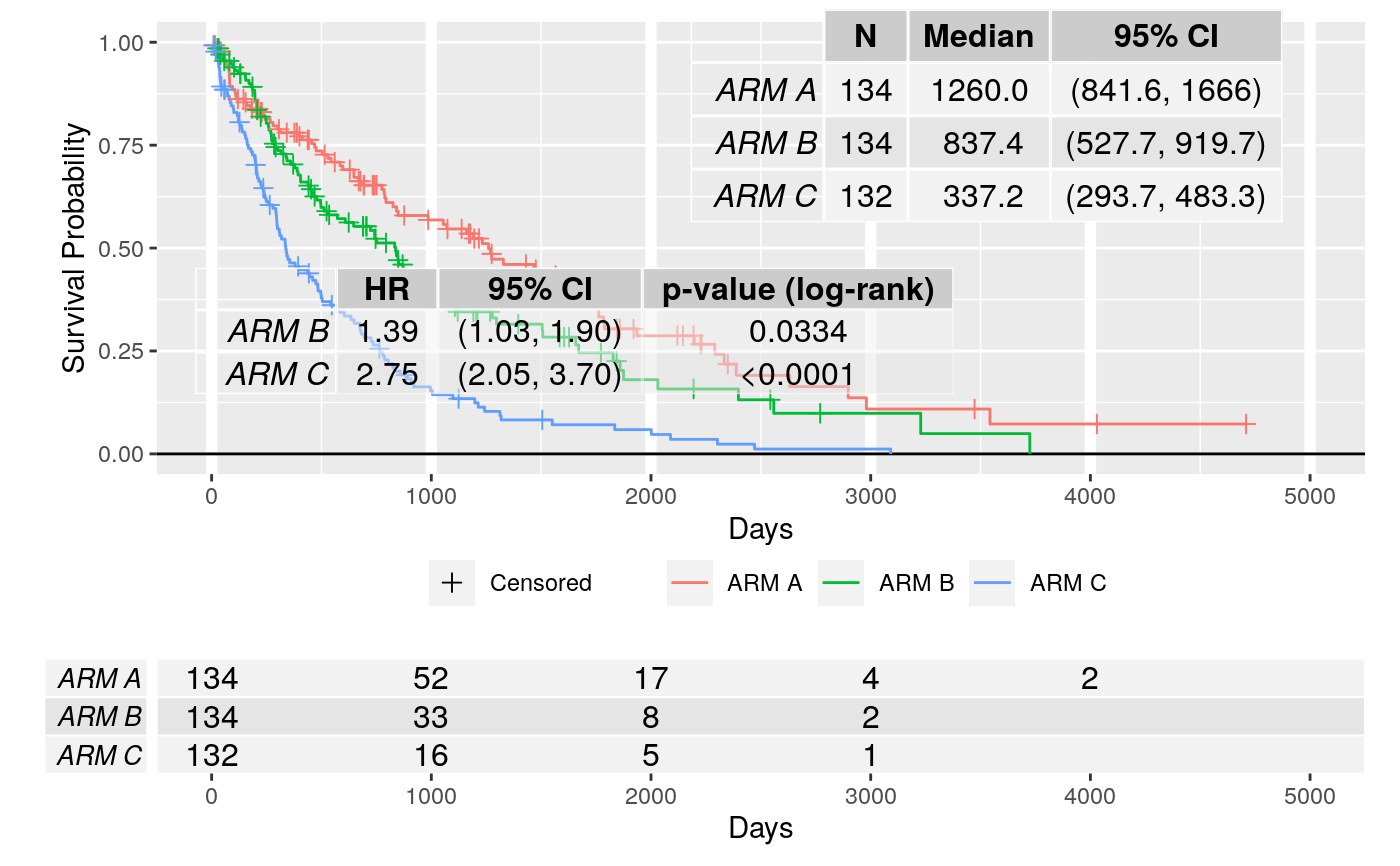 N Median 95% CI
ARM A 134 1260.0 (841.6, 1666)
ARM B 134 837.4 (527.7, 919.7)
ARM C 132 337.2 (293.7, 483.3)
Survival Probability
1.00
0.75
0.50
0.25
0.00
HR 95% CI p-value (log-rank)
ARM B 1.39 (1.03, 1.90) 0.0334
ARM C 2.75 (2.05, 3.70) <0.0001
0 1000 2000 3000 4000 5000
Days
Censored ARM A ARM B ARM C
ARM A 134 52 17 4 2
ARM B 134 33 8 2
ARM C 132 16 5 1
0 1000 2000 3000 4000 5000
Days